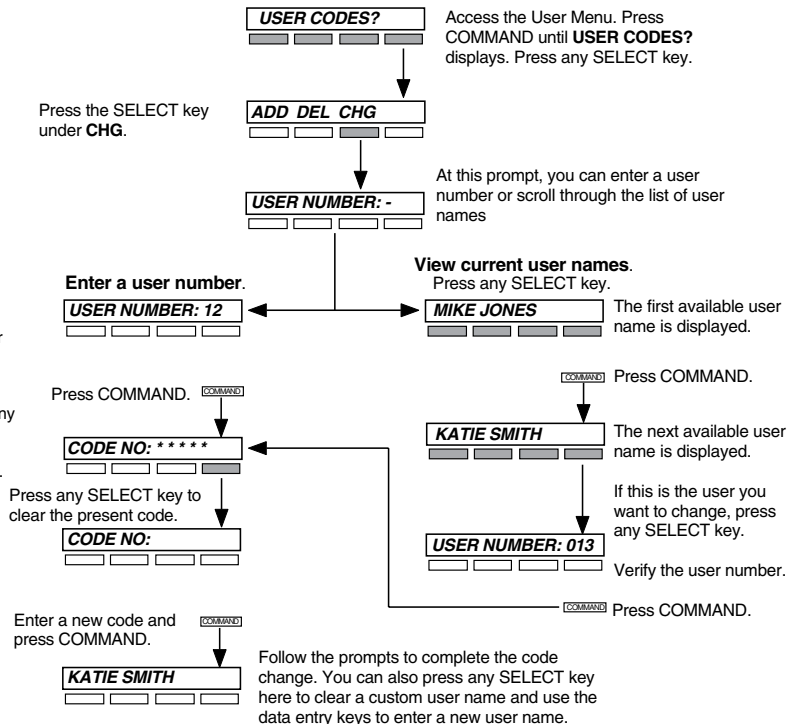 USER CODES?
Access the User Menu. Press
COMMAND until USER CODES?
displays. Press any SELECT key.
Press the SELECT key
under CHG.
ADD DEL CHG
At this prompt, you can enter a user
number or scroll through the list of user
names
USER NUMBER: -
Enter a user number.
View current user names.
Press any SELECT key.
USER NUMBER: 12
MIKE JONES
The first available user
name is displayed.
Press COMMAND. COMMAND
COMMAND Press COMMAND.
ny
CODE NO: * * * * *
KATIE SMITH
The next available user
name is displayed.
Press any SELECT key to
clear the present code.
If this is the user you
want to change, press
any SELECT key.
CODE NO:
USER NUMBER: 013
Verify the user number.
COMMAND Press COMMAND.
Enter a new code and
press COMMAND.
COMMAND
KATIE SMITH
Follow the prompts to complete the code
change. You can also press any SELECT key
here to clear a custom user name and use the
data entry keys to enter a new user name.